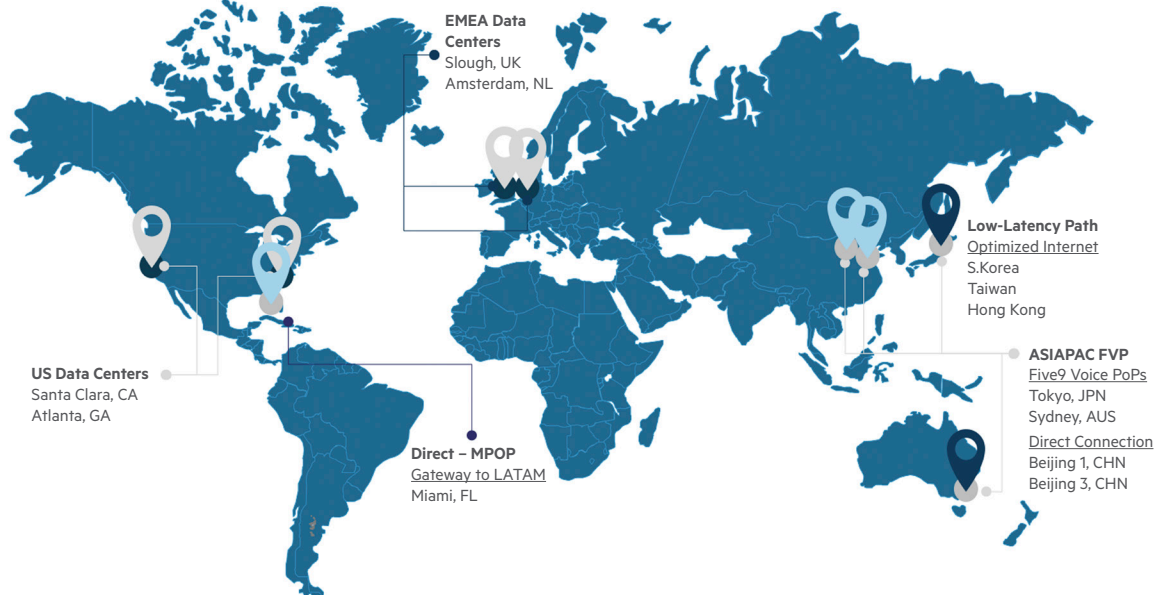 EMEA Data
Centers
Slough, UK
Amsterdam, NL
Low-Latency Path
Optimized Internet
S.Korea
Taiwan
Hong Kong
US Data Centers
Santa Clara, CA
Atlanta, GA
Direct – MPOP
Gateway to LATAM
Miami, FL
ASIAPAC FVP
Five9 Voice PoPs
Tokyo, JPN
Sydney, AUS
Direct Connection
Beijing 1, CHN
Beijing 3, CHN